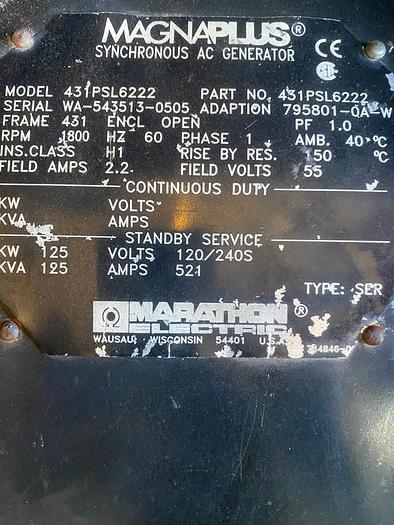 MAGNAPLUS®
SYNCHRONOUS AC GENERATOR
CE
MODEL 431PSL6222 PART NO. 431PSL6222
SERIAL WA-543513-0505 ADAPTION 795801-0A-W
FRAME 431 ENCL OPEN PF 1.0
RPM 1800 HZ 60 PHASE 1 AMB. 40 °C
INS.CLASS H1 RISE BY RES. 150 °C
FIELD AMPS 2.2 FIELD VOLTS 55
CONTINUOUS DUTY
KW VOLTS
KVA AMPS
STANDBY SERVICE
KW 125 VOLTS 120/240S
KVA 125 AMPS 521
TYPE: SER
MARATHON®
ELECTRIC
WAUSAU, WISCONSIN 54401 U.S.A.